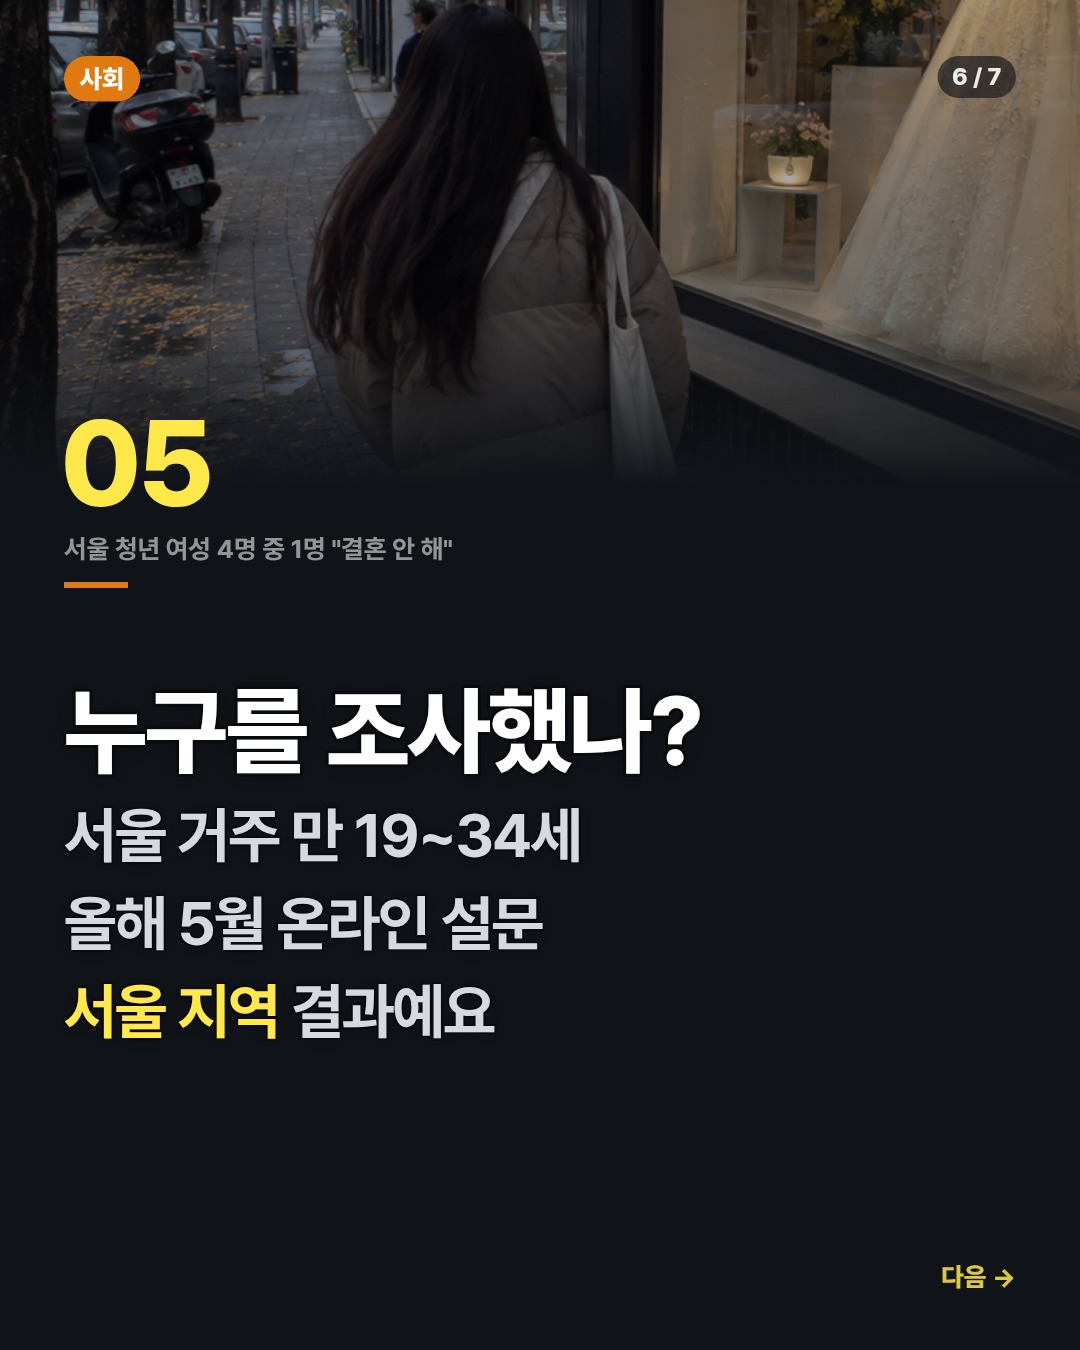 사회
6 / 7
05
서울 청년 여성 4명 중 1명 "결혼 안 해"
누구를 조사했나?
서울 거주 만 19~34세
올해 5월 온라인 설문
서울 지역 결과예요
다음 →